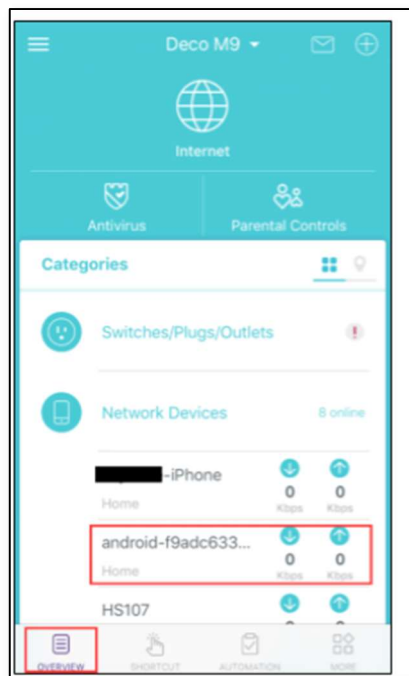 Deco M9
Internet
Antivirus
Parental Controls
Categories
Switches/Plugs/Outlets
!
Network Devices
8 online
-iPhone
0
0
Home
Kbps
Kbps
android-f9adc633...
0
0
Home
Kbps
Kbps
HS107
OVERVIEW
SHORTCUT
AUTOMATION
MORE